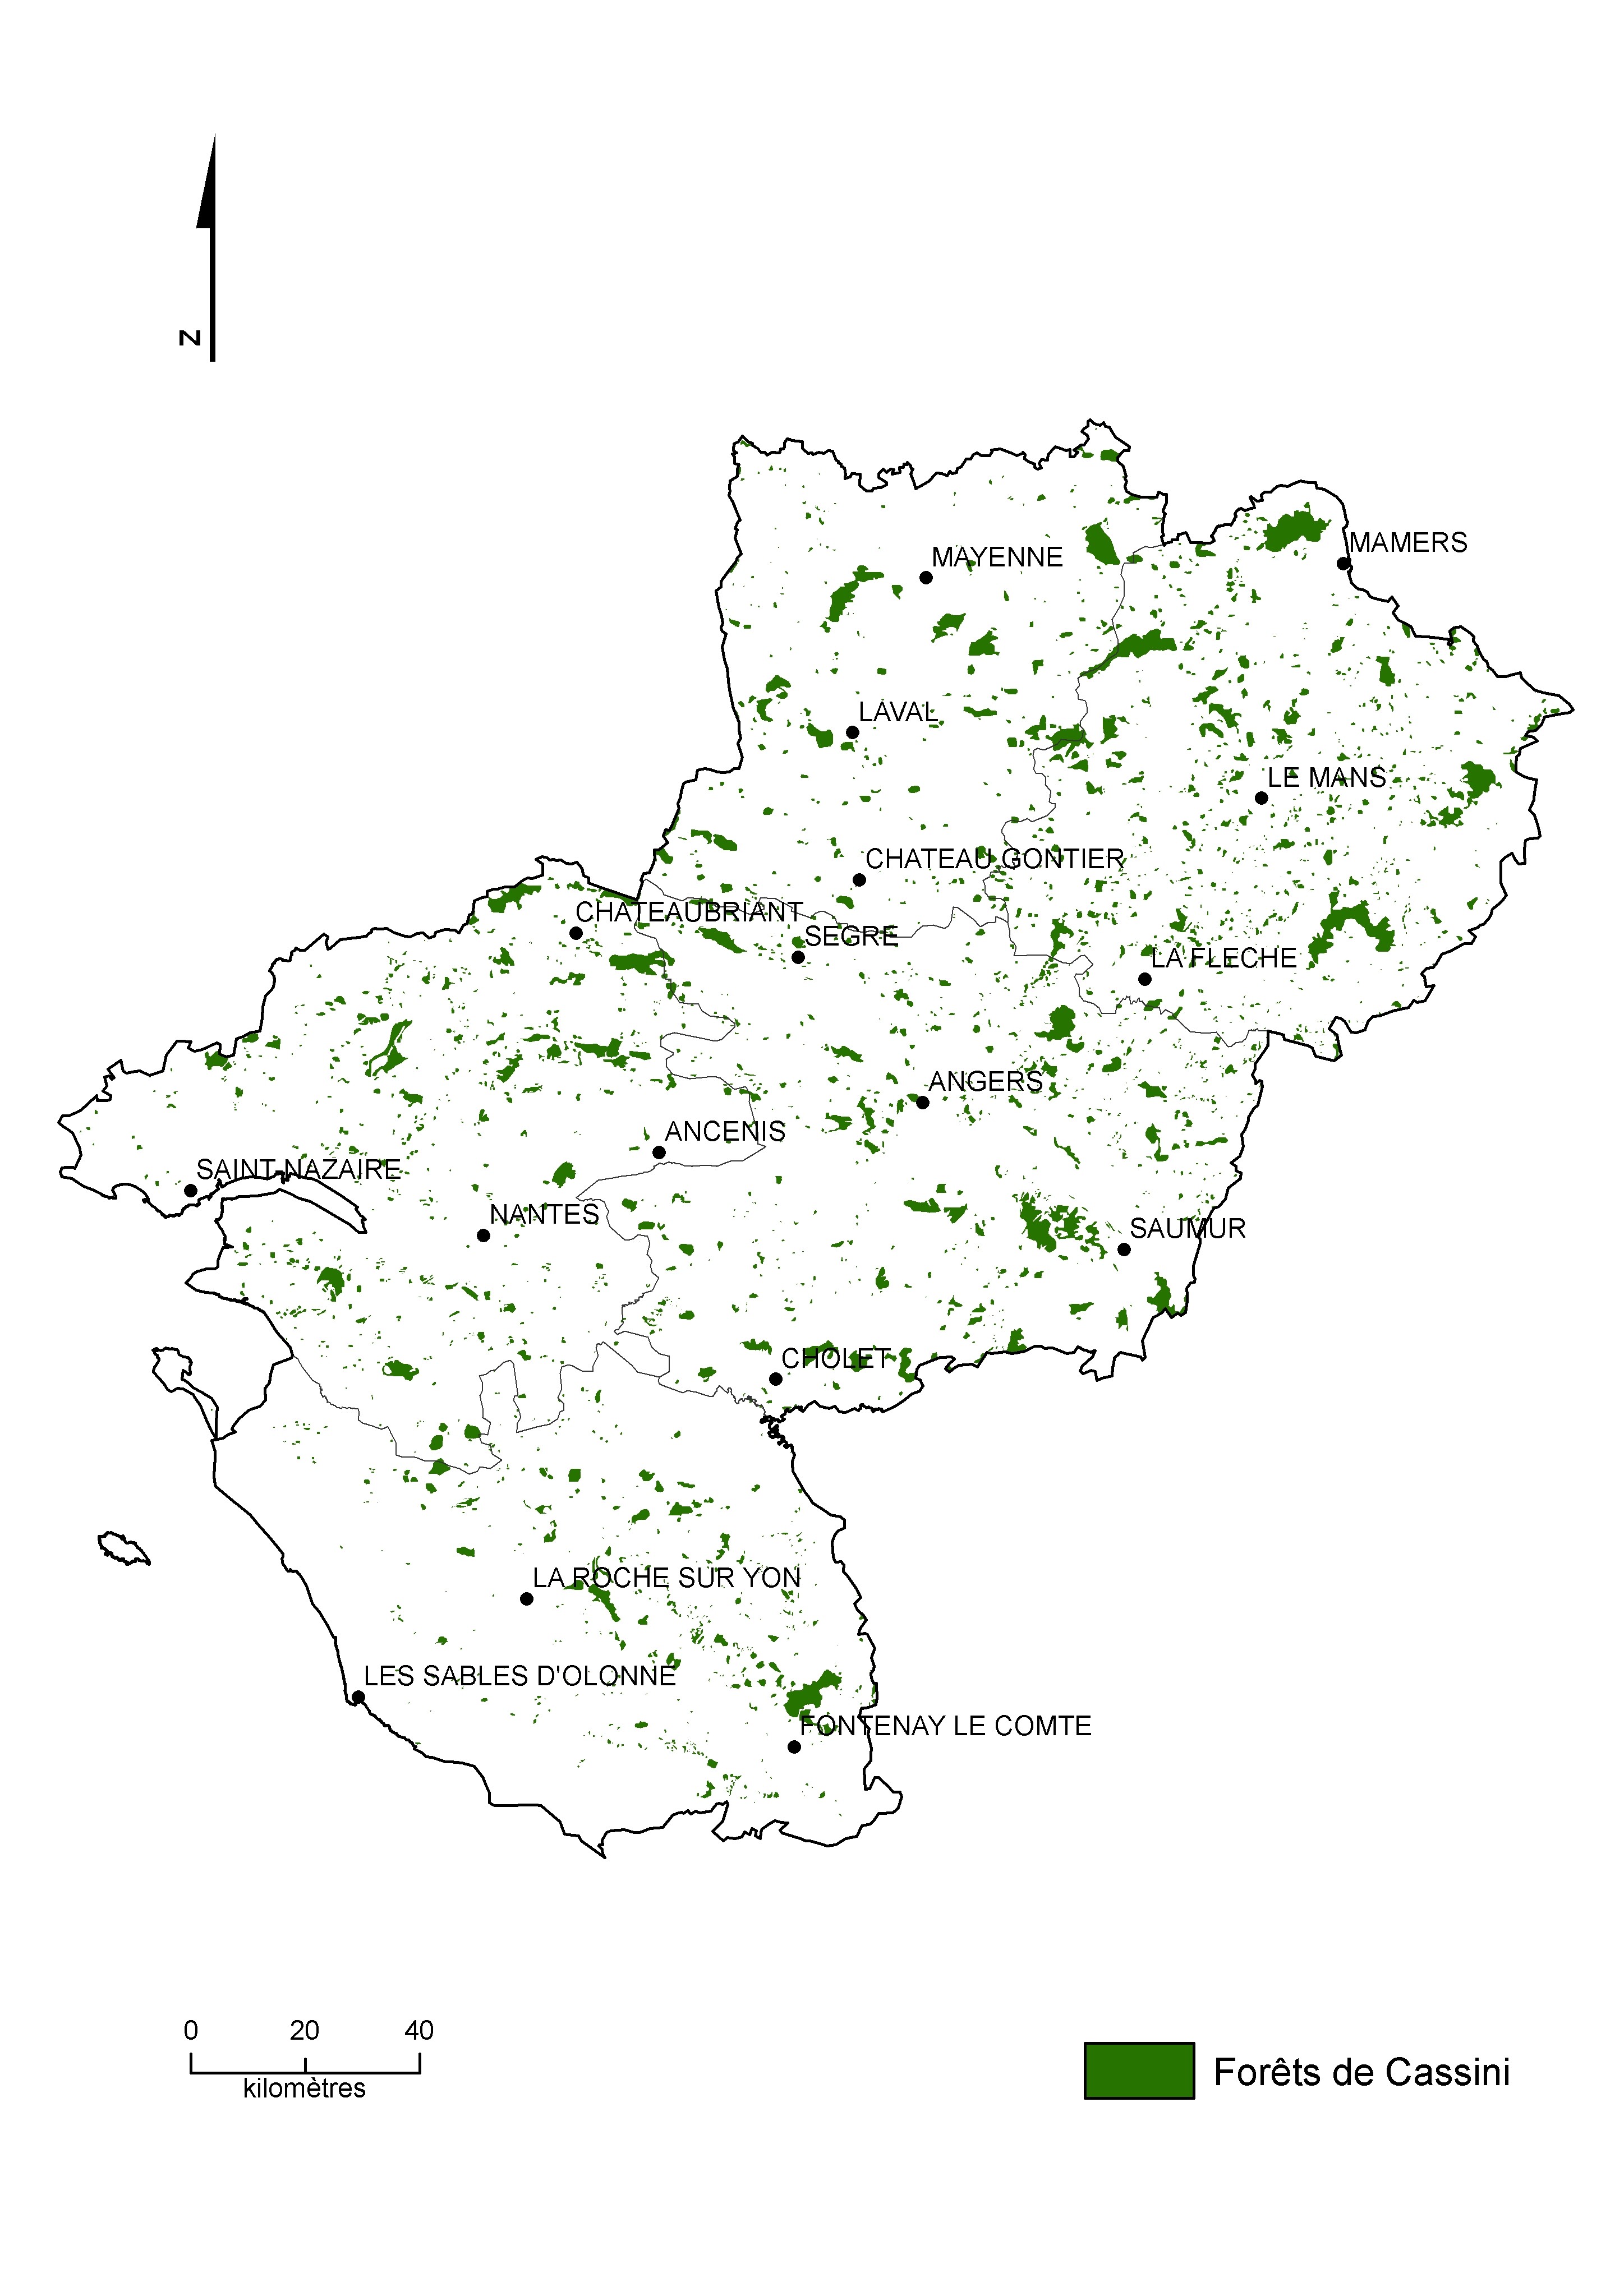 N
MAMERS
MAYENNE
LAVAL
LE MANS
CHATEAU GONTIER
CHATEAUBRIANT
SEGRE
LA FLECHE
ANGERS
ANCENIS
SAINT NAZAIRE
NANTES
SAUMUR
CHOLET
LA ROCHE SUR YON
LES SABLES D'OLONNE
FONTENAY LE COMTE
0 20 40
kilomètres
Forêts de Cassini